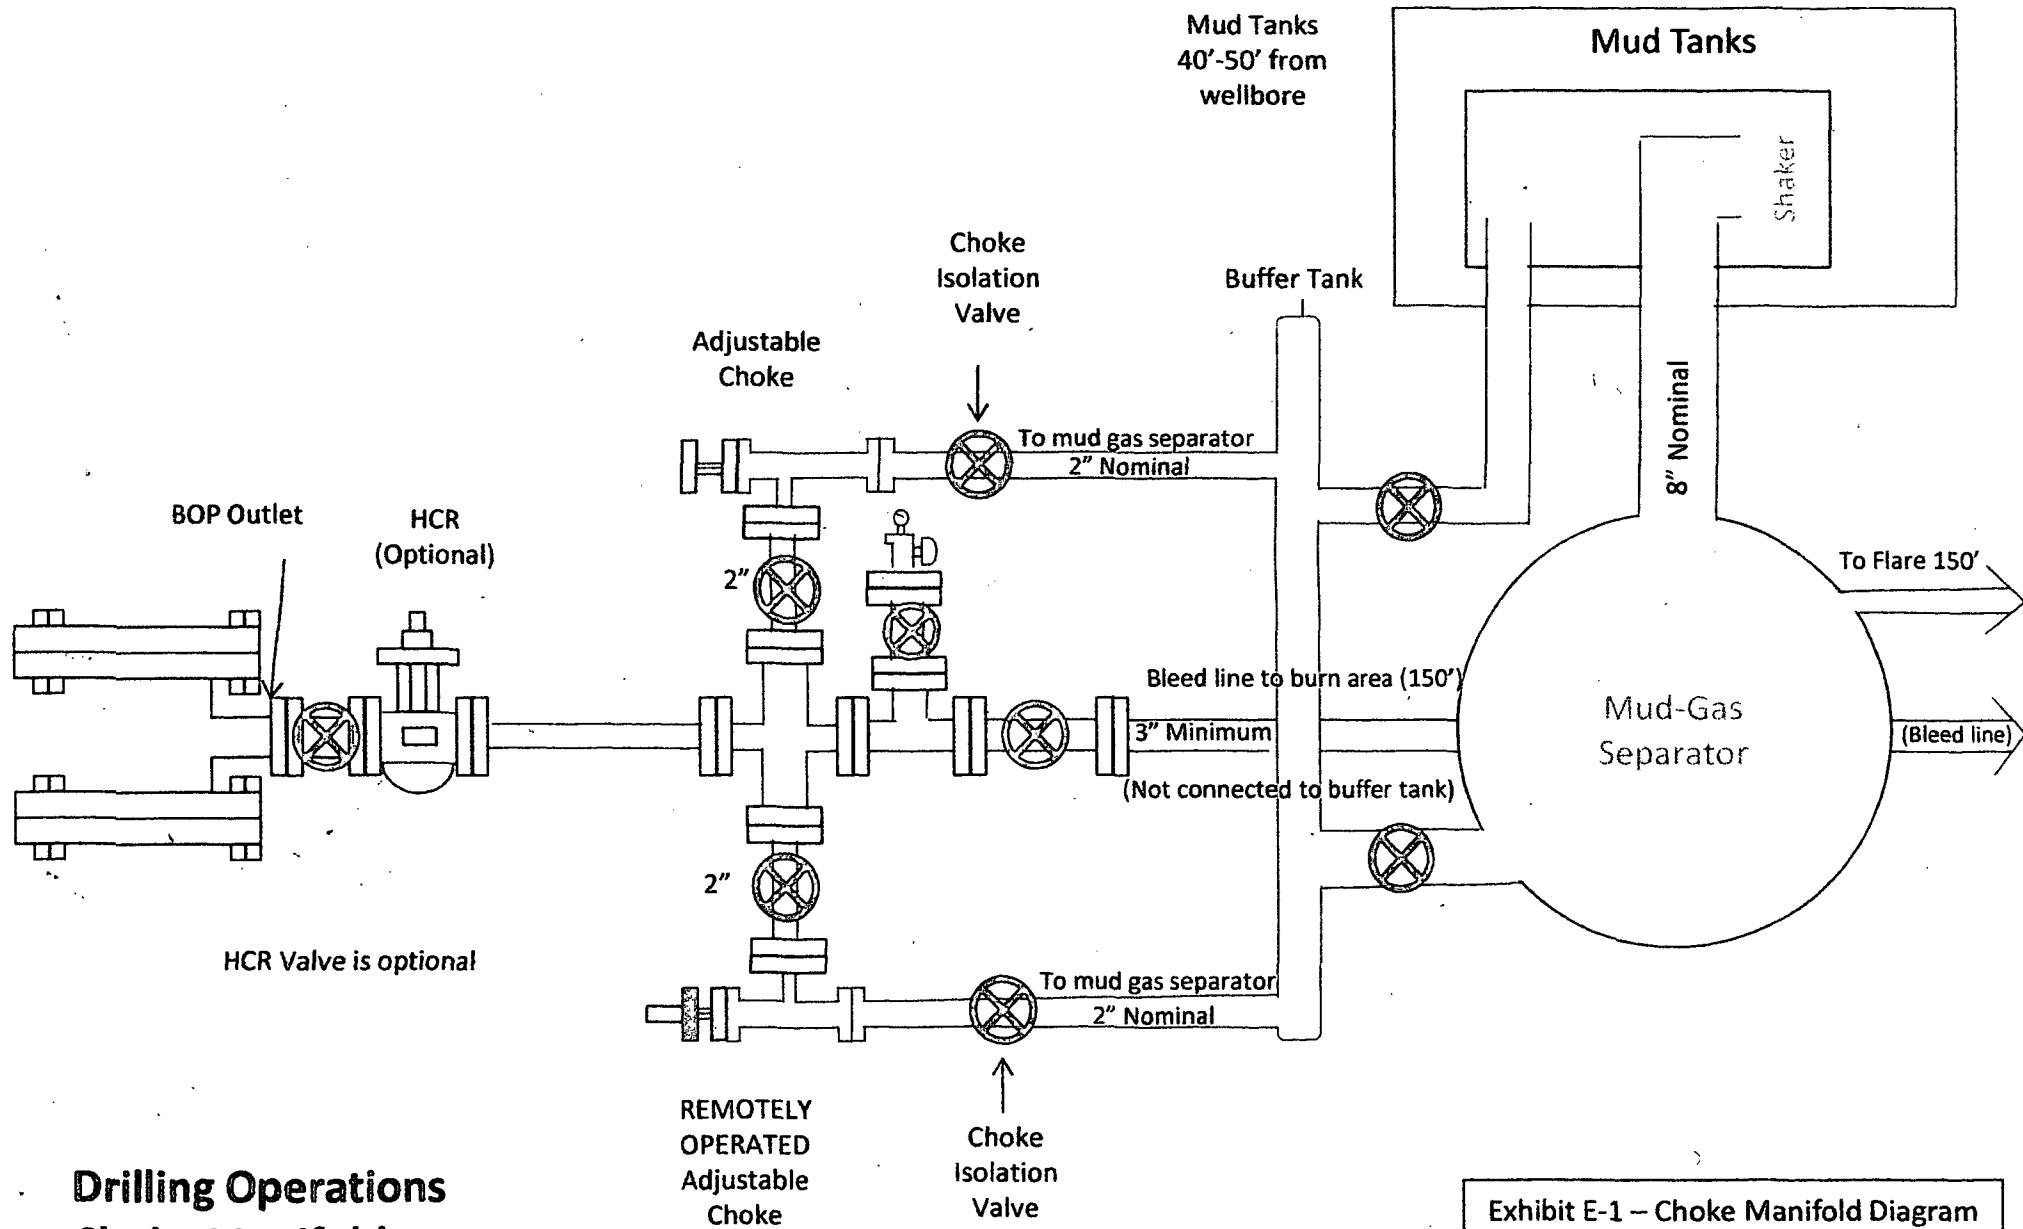 Mud Tanks
40'-50' from
wellbore
Mud Tanks
Shaker
Choke
Isolation
Valve
Buffer Tank
Adjustable
Choke
To mud gas separator
2" Nominal
8" Nominal
BOP Outlet
HCR
(Optional)
2"
To Flare 150'
Bleed line to burn area (150')
3" Minimum
(Not connected to buffer tank)
Mud-Gas
Separator
(Bleed line)
2"
HCR Valve is optional
To mud gas separator
2" Nominal
REMOTELY
OPERATED
Adjustable
Choke
Choke
Isolation
Valve
Drilling Operations
Exhibit E-1 – Choke Manifold Diagram